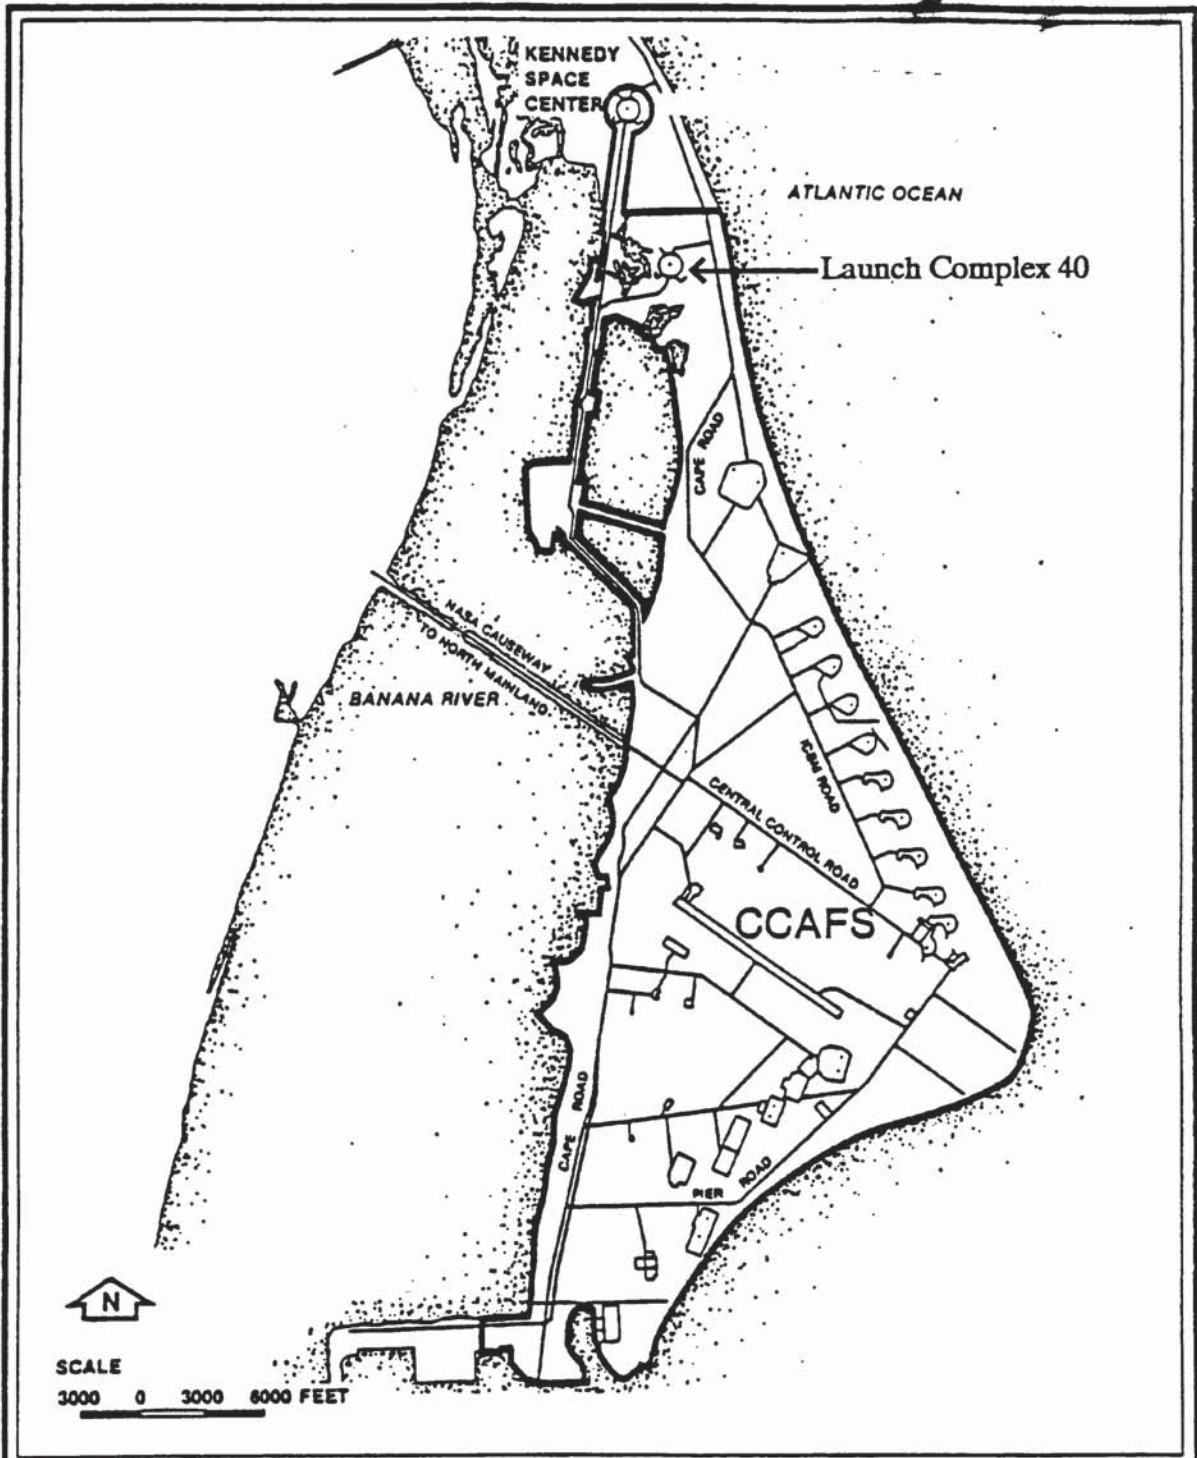 KENNEDY
SPACE
CENTER
ATLANTIC OCEAN
Launch Complex 40
CAPE ROAD
NASA CAUSEWAY
TO NORTH MAINLAND
BANANA RIVER
ICBM ROAD
CENTRAL CONTROL ROAD
CCAFS
CAPE ROAD
PIER ROAD
N
SCALE
3000 0 3000 6000 FEET